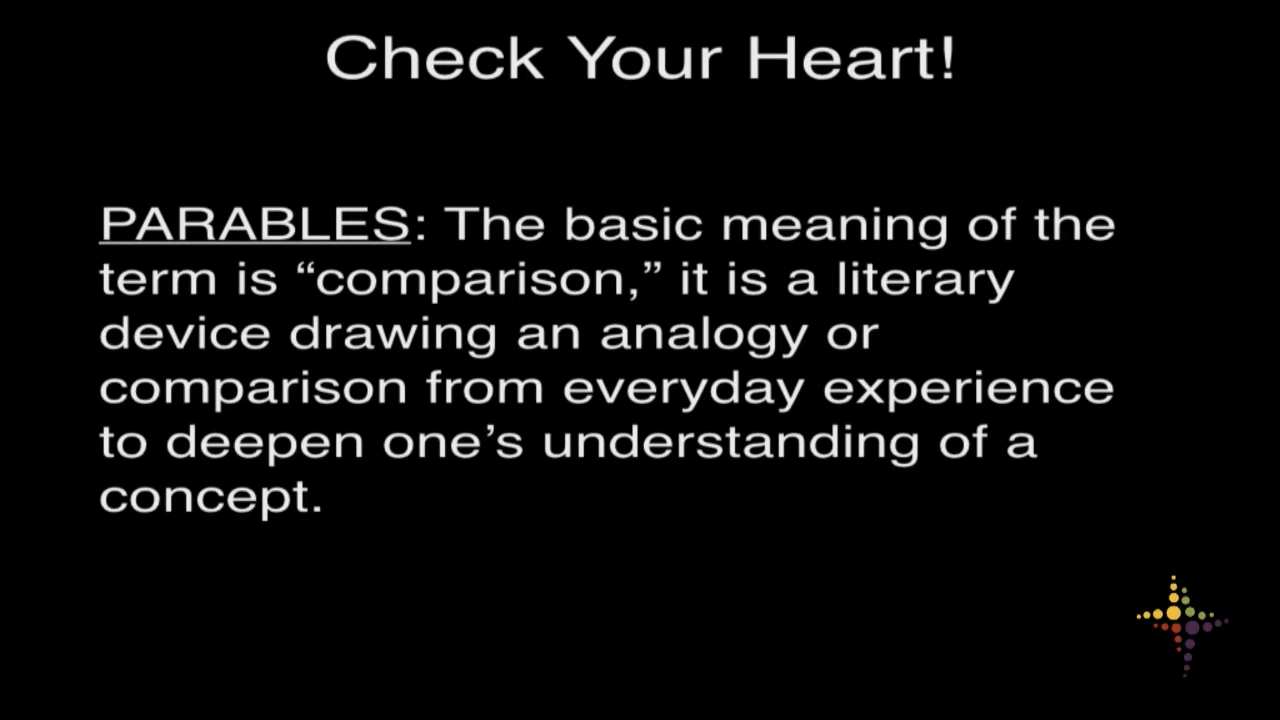 Check Your Heart!
PARABLES: The basic meaning of the
term is “comparison,” it is a literary
device drawing an analogy or
comparison from everyday experience
to deepen one’s understanding of a
concept.